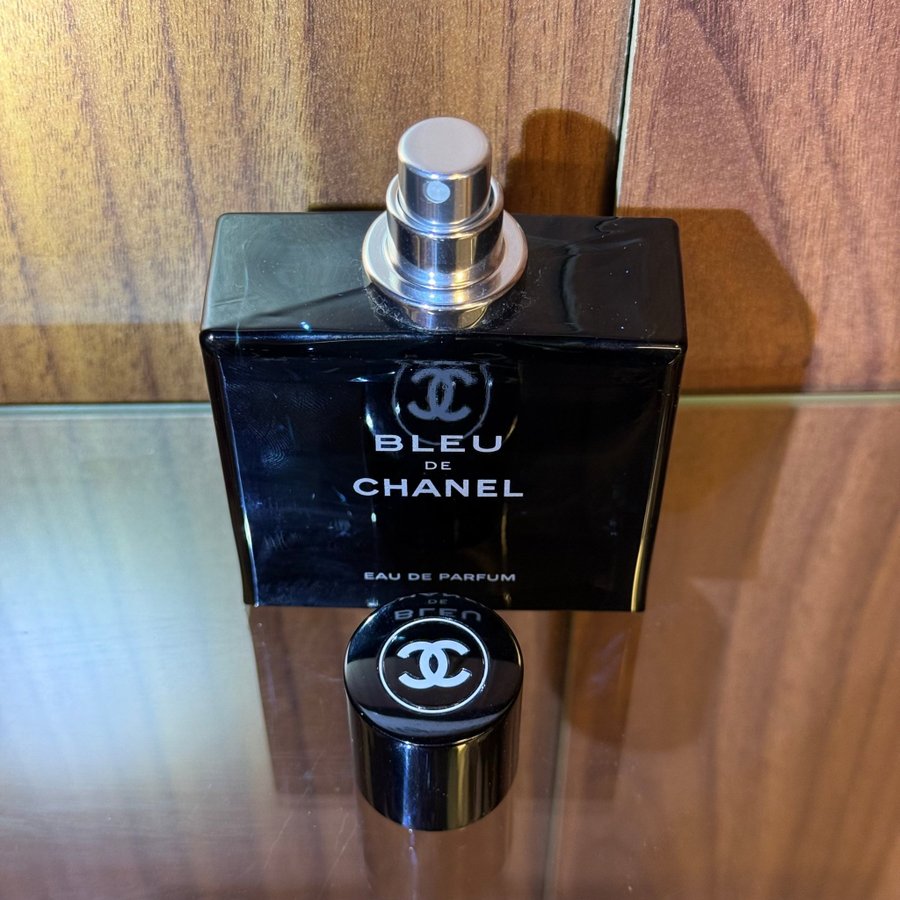 BLEU
DE
CHANEL
EAU DE PARFUM